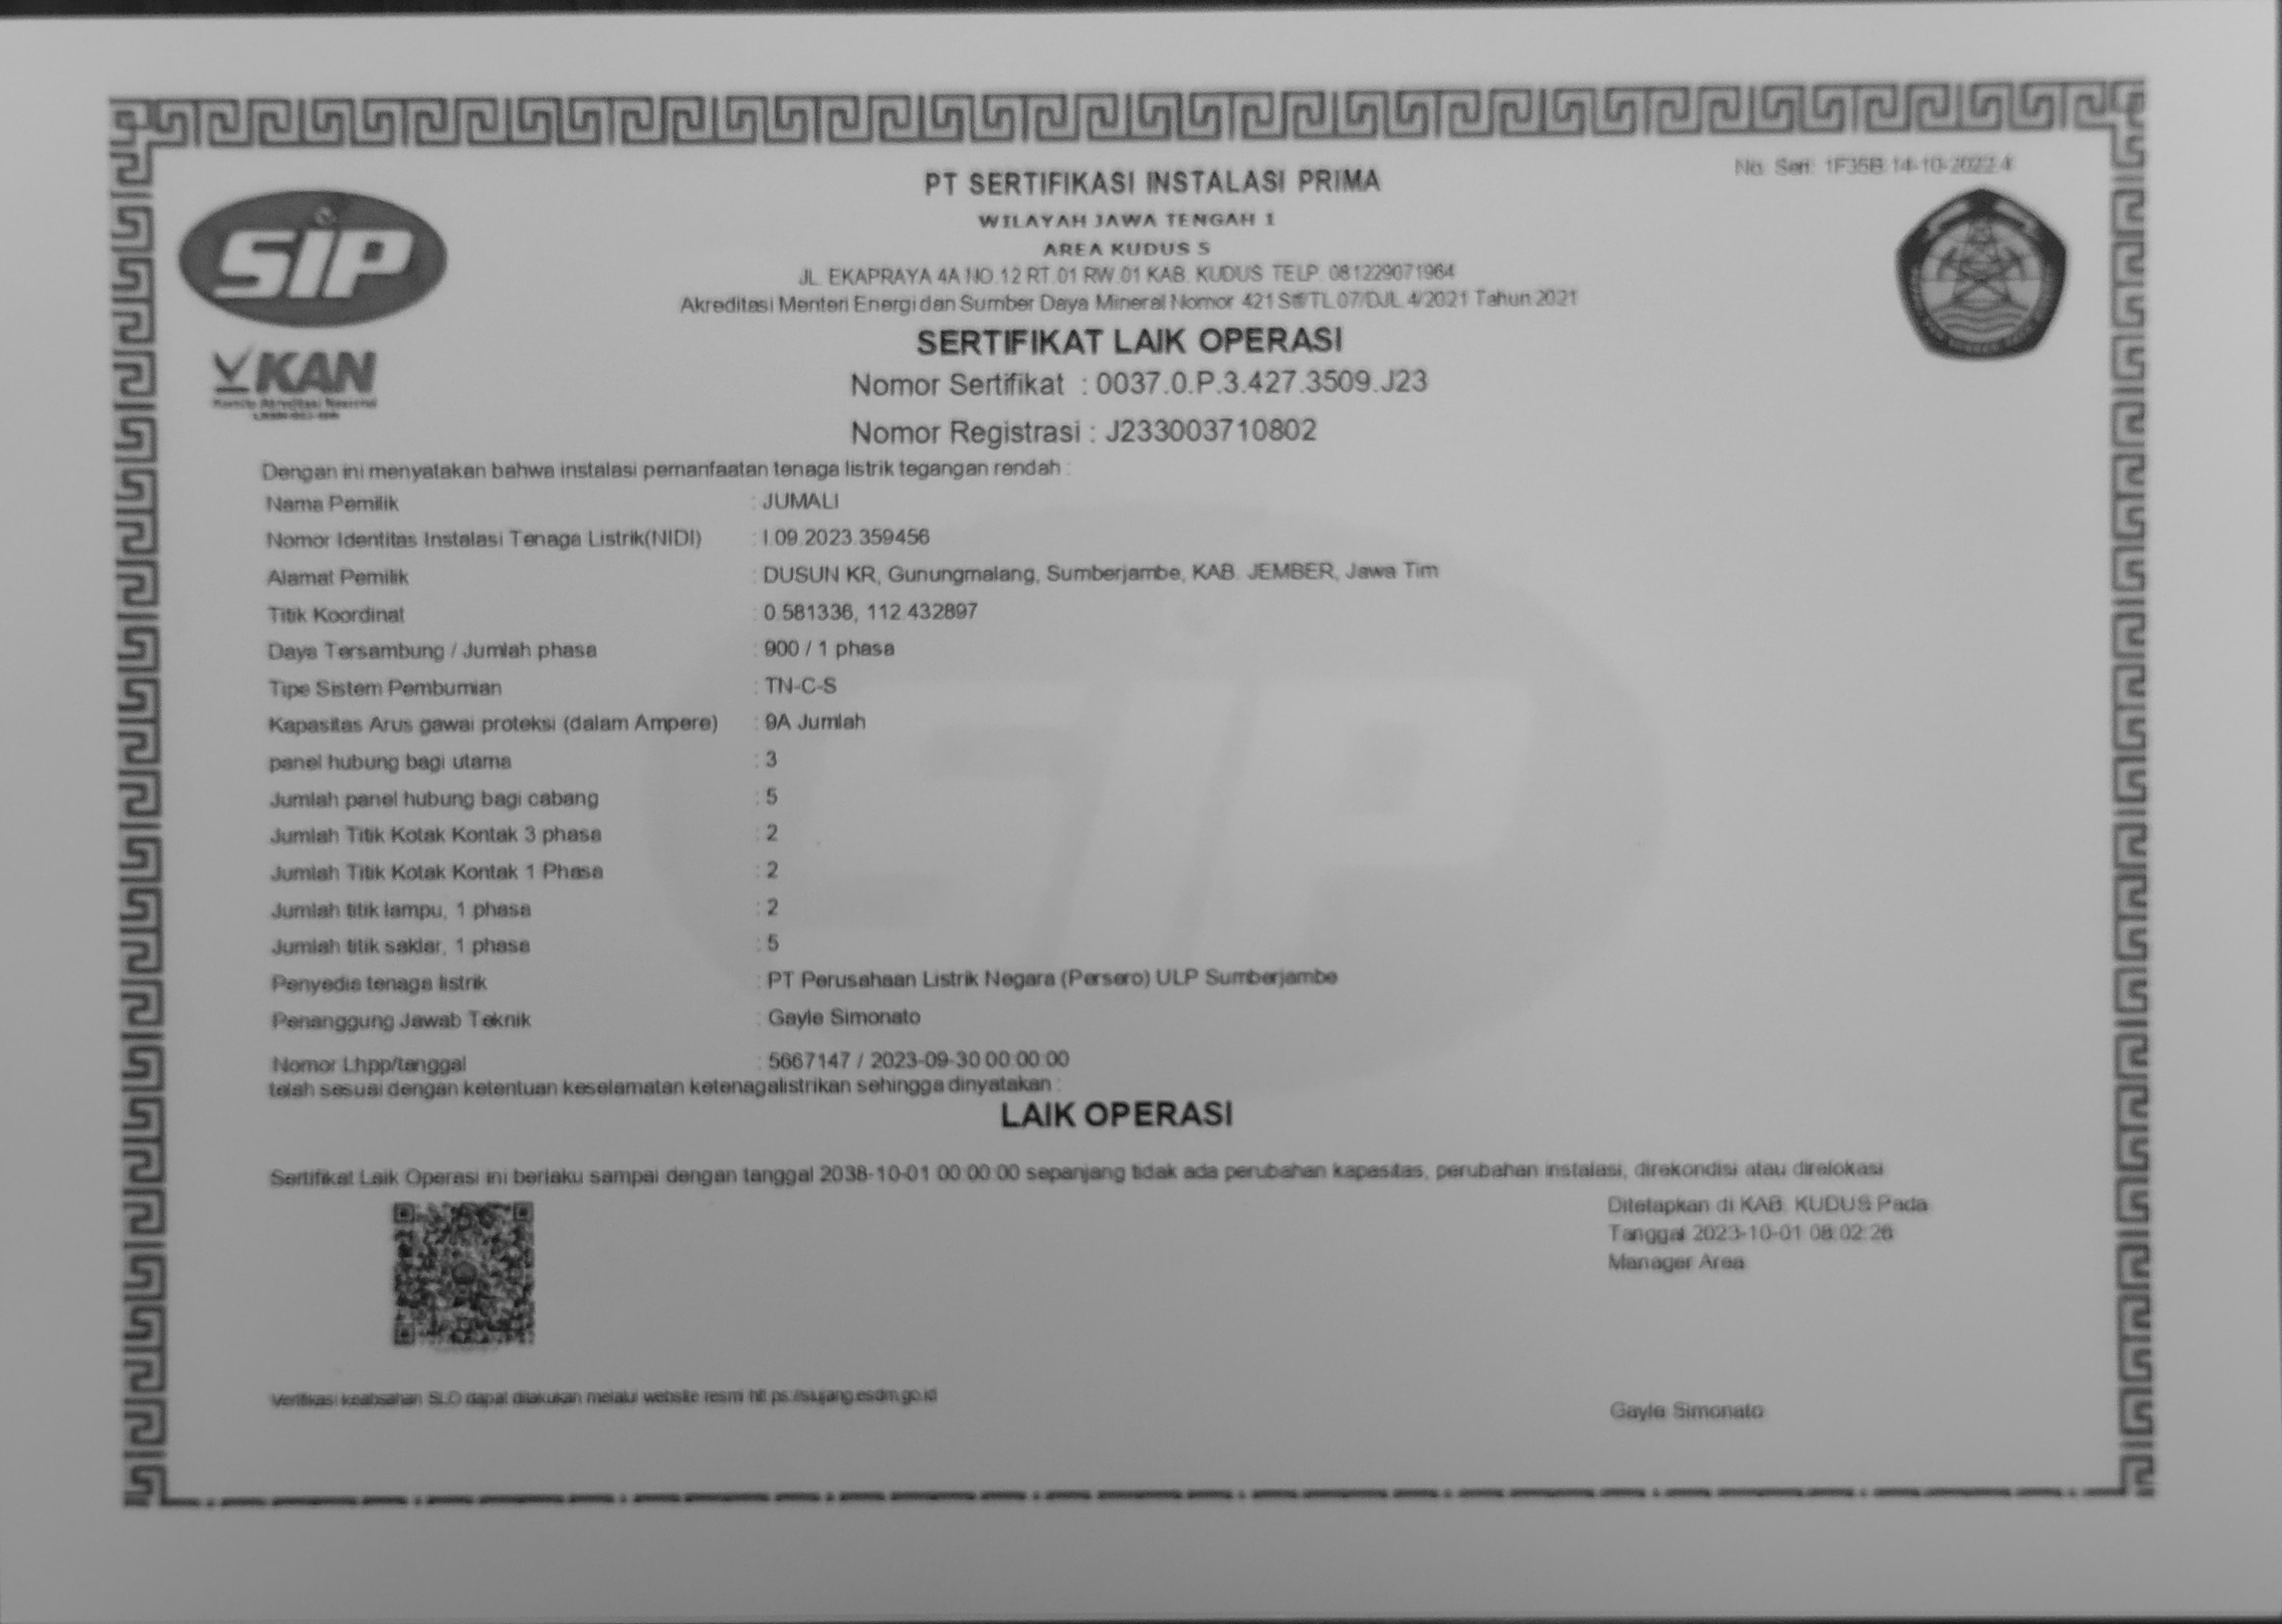 No. Seri: 1F35B.14-10-2022.4
PT SERTIFIKASI INSTALASI PRIMA
WILAYAH JAWA TENGAH 1
AREA KUDUS S
JL. EKAPRAYA 4A NO.12 RT.01 RW.01 KAB. KUDUS TELP. 081229071964
Akreditasi Menteri Energi dan Sumber Daya Mineral Nomor 421 TL.07/DJL.4/2021 Tahun 2021
SIP
KAN
Komite Akreditasi Nasional
SERTIFIKAT LAIK OPERASI
Nomor Sertifikat : 0037.0.P.3.427.3509.J23
Nomor Registrasi : J233003710802
Dengan ini menyatakan bahwa instalasi pemanfaatan tenaga listrik tegangan rendah :
Nama Pemilik : JUMALI
Nomor Identitas Instalasi Tenaga Listrik(NIDI) : I.09.2023.359456
Alamat Pemilik : DUSUN KR, Gunungmalang, Sumberjambe, KAB. JEMBER, Jawa Tim
Titik Koordinat : 0.581336, 112.432897
Daya Tersambung / Jumlah phasa : 900 / 1 phasa
Tipe Sistem Pembumian : TN-C-S
Kapasitas Arus gawai proteksi (dalam Ampere) : 9A Jumlah
panel hubung bagi utama : 3
Jumlah panel hubung bagi cabang : 5
Jumlah Titik Kotak Kontak 3 phasa : 2
Jumlah Titik Kotak Kontak 1 Phasa : 2
Jumlah titik lampu, 1 phasa : 2
Jumlah titik saklar, 1 phasa : 5
Penyedia tenaga listrik : PT Perusahaan Listrik Negara (Persero) ULP Sumberjambe
Penanggung Jawab Teknik : Gayle Simonato
Nomor Lhpp/tanggal : 5667147 / 2023-09-30 00:00:00
telah sesuai dengan ketentuan keselamatan ketenagalistrikan sehingga dinyatakan :
LAIK OPERASI
Sertifikat Laik Operasi ini berlaku sampai dengan tanggal 2038-10-01 00:00:00 sepanjang tidak ada perubahan kapasitas, perubahan instalasi, direkondisi atau direlokasi
Ditetapkan di KAB. KUDUS Pada
Tanggal 2023-10-01 08:02:26
Manager Area
Verifikasi keabsahan SLO dapat dilakukan melalui website resmi htt ps://siujang.esdm.go.id
Gayle Simonato